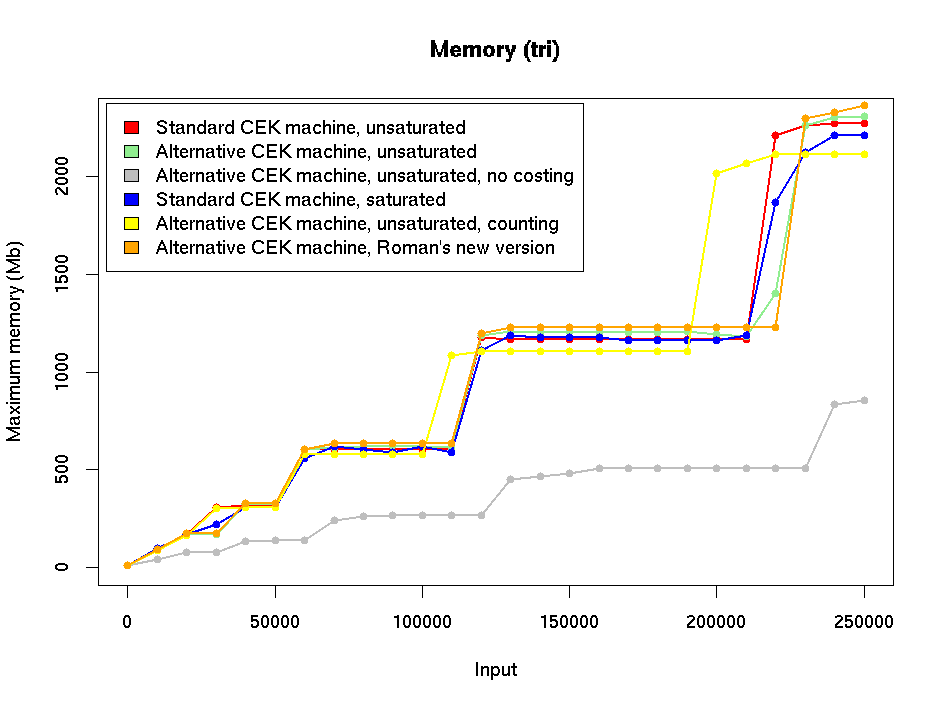 Memory (tri)
Standard CEK machine, unsaturated
Alternative CEK machine, unsaturated
Alternative CEK machine, unsaturated, no costing
Standard CEK machine, saturated
Alternative CEK machine, unsaturated, counting
Alternative CEK machine, Roman's new version
Maximum memory (Mb)
2000
1500
1000
500
0
0 50000 100000 150000 200000 250000
Input